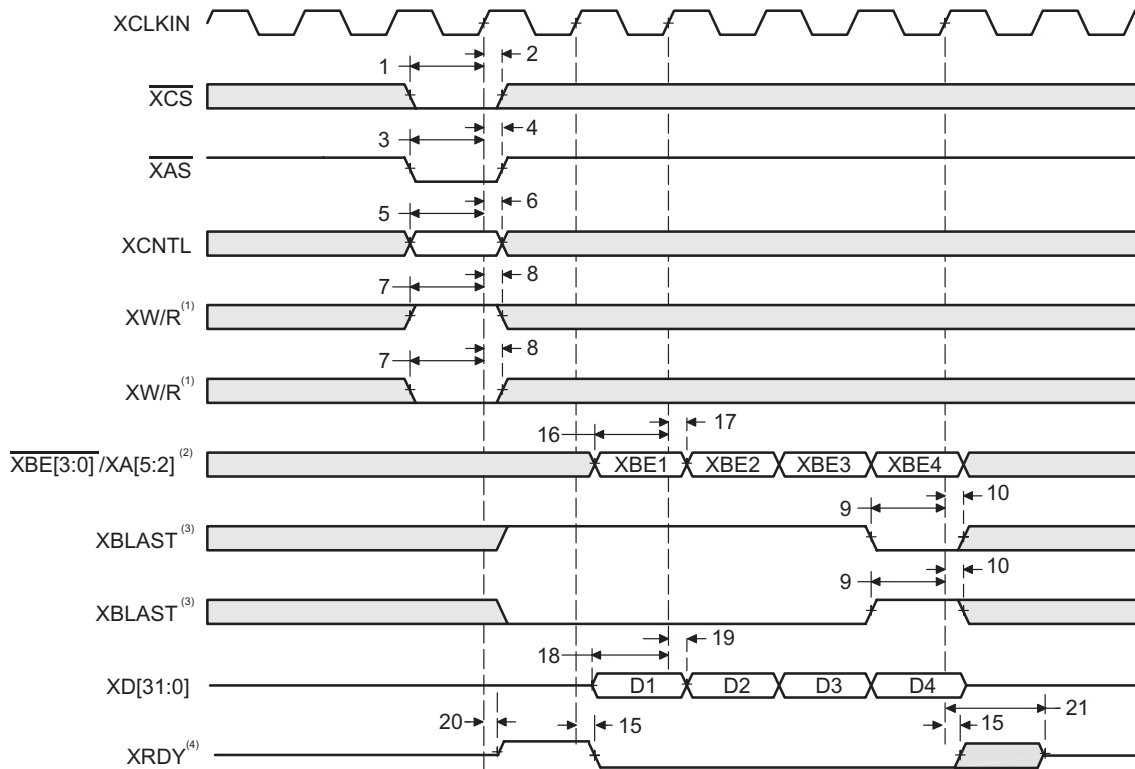 XCLKIN
1 2
XCS
3 4
XAS
5 6
XCNTL
7 8
XW/R(1)
7 8
XW/R(1)
16 17
XBE[3:0]/XA[5:2](2) XBE1 XBE2 XBE3 XBE4
9 10
XBLAST(3)
9 10
XBLAST(3)
18 19
XD[31:0] D1 D2 D3 D4
20 15 15 21
XRDY(4)